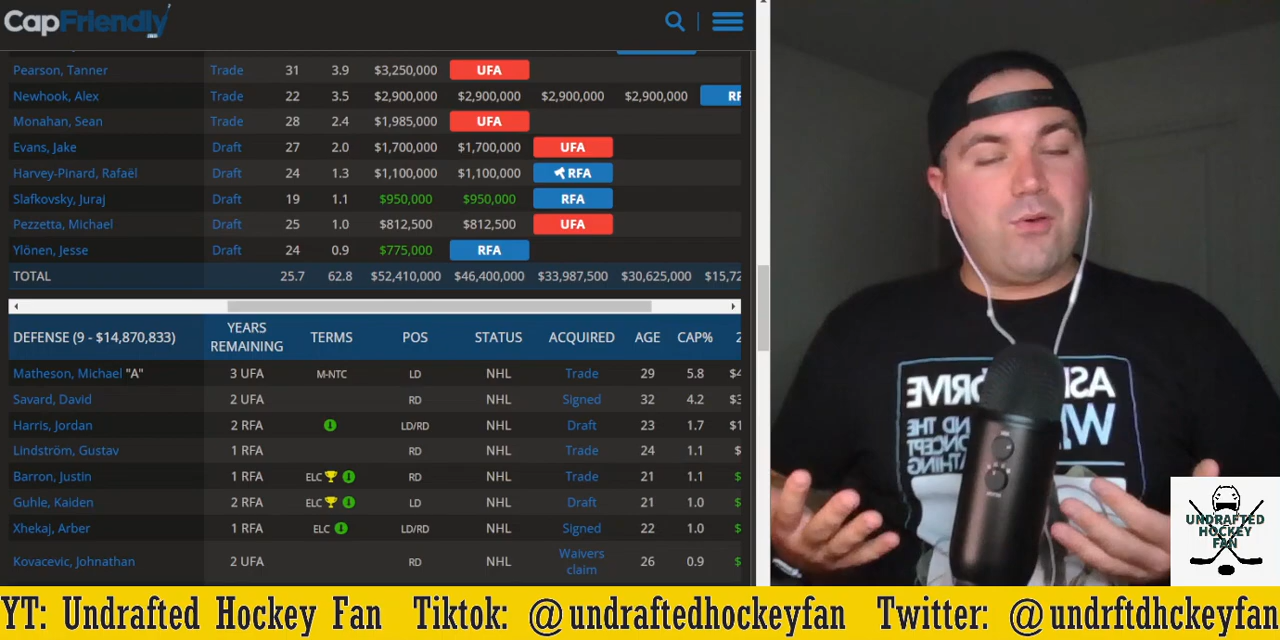 CapFriendly
Pearson, Tanner Trade 31 3.9 $3,250,000 UFA
Newhook, Alex Trade 22 3.5 $2,900,000 $2,900,000 $2,900,000 $2,900,000 RF
Monahan, Sean Trade 28 2.4 $1,985,000 UFA
Evans, Jake Draft 27 2.0 $1,700,000 $1,700,000 UFA
Harvey-Pinard, Rafaël Draft 24 1.3 $1,100,000 $1,100,000 RFA
Slafkovsky, Juraj Draft 19 1.1 $950,000 $950,000 RFA
Pezzetta, Michael Draft 25 1.0 $812,500 $812,500 UFA
Ylönen, Jesse Draft 24 0.9 $775,000 RFA
TOTAL 25.7 62.8 $52,410,000 $46,400,000 $33,987,500 $30,625,000 $15,72
DEFENSE (9 - $14,870,833) YEARS REMAINING TERMS POS STATUS ACQUIRED AGE CAP% 2
Matheson, Michael "A" 3 UFA M-NTC LD NHL Trade 29 5.8 $4
Savard, David 2 UFA RD NHL Signed 32 4.2 $3
Harris, Jordan 2 RFA LD/RD NHL Draft 23 1.7 $1
Lindström, Gustav 1 RFA RD NHL Trade 24 1.1 $
Barron, Justin 1 RFA ELC RD NHL Trade 21 1.1 $
Guhle, Kaiden 2 RFA ELC LD NHL Draft 21 1.0 $
Xhekaj, Arber 1 RFA ELC LD/RD NHL Signed 22 1.0 $
Kovacevic, Johnathan 2 UFA RD NHL Waivers claim 26 0.9 $
UNDRAFTED
HOCKEY
FAN
YT: Undrafted Hockey Fan Tiktok: @undraftedhockeyfan Twitter: @undrftdhckeyfan